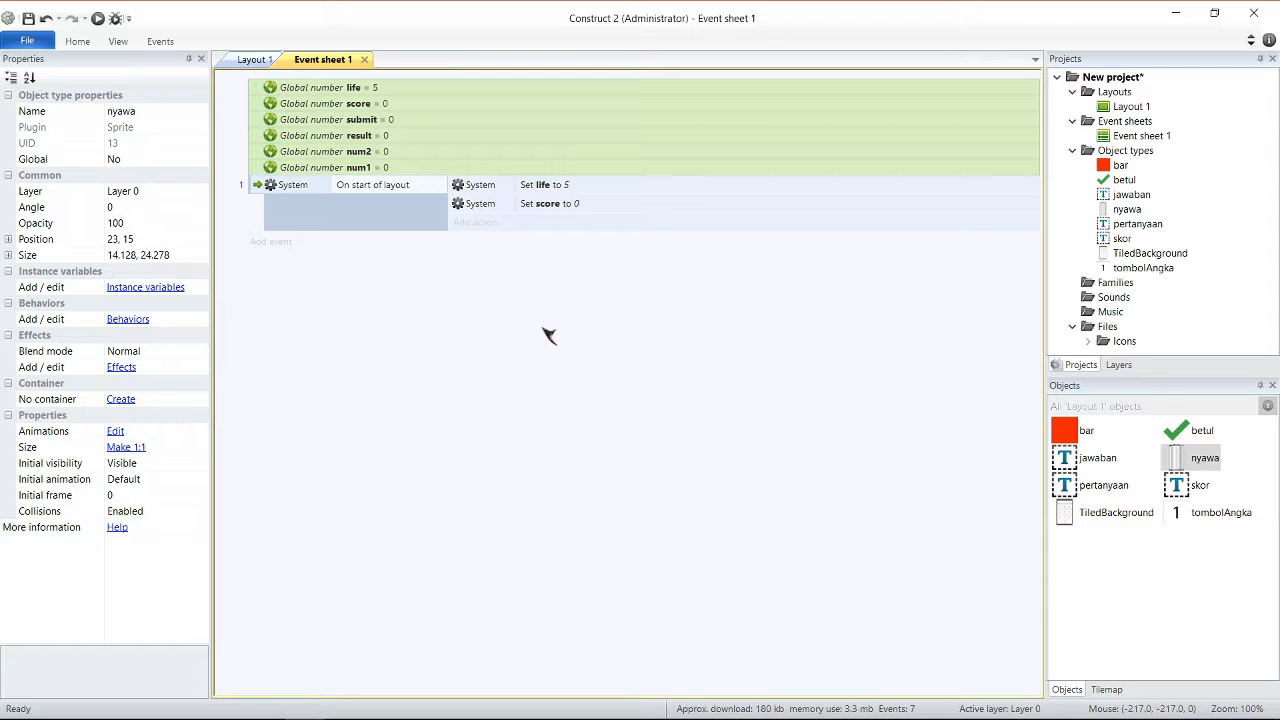 Construct 2 (Administrator) - Event sheet 1
File
Home
View
Events
Properties
Object type properties
Name nyawa
Plugin Sprite
UID 13
Global No
Common
Layer Layer 0
Angle 0
Opacity 100
Position 23, 15
Size 14.128, 24.278
Instance variables
Add / edit Instance variables
Behaviors
Add / edit Behaviors
Effects
Blend mode Normal
Add / edit Effects
Container
No container Create
Properties
Animations Edit
Size Make 1:1
Initial visibility Visible
Initial animation Default
Initial frame 0
Collisions Enabled
More information Help
Layout 1
Event sheet 1
Global number life = 5
Global number score = 0
Global number submit = 0
Global number result = 0
Global number num2 = 0
Global number num1 = 0
1 System On start of layout System Set life to 5
System Set score to 0
Add action
Add event
Projects
New project*
Layouts
Layout 1
Event sheets
Event sheet 1
Object types
bar
betul
T jawaban
nyawa
T pertanyaan
T skor
TiledBackground
1 tombolAngka
Families
Sounds
Music
Files
Icons
Projects Layers
Objects
All 'Layout 1' objects
bar betul
T jawaban nyawa
T pertanyaan T skor
TiledBackground 1 tombolAngka
Objects Tilemap
Ready
Approx. download: 180 kb memory use: 3.3 mb Events: 7 Active layer: Layer 0 Mouse: (-217.0, -217.0, 0) Zoom: 100%